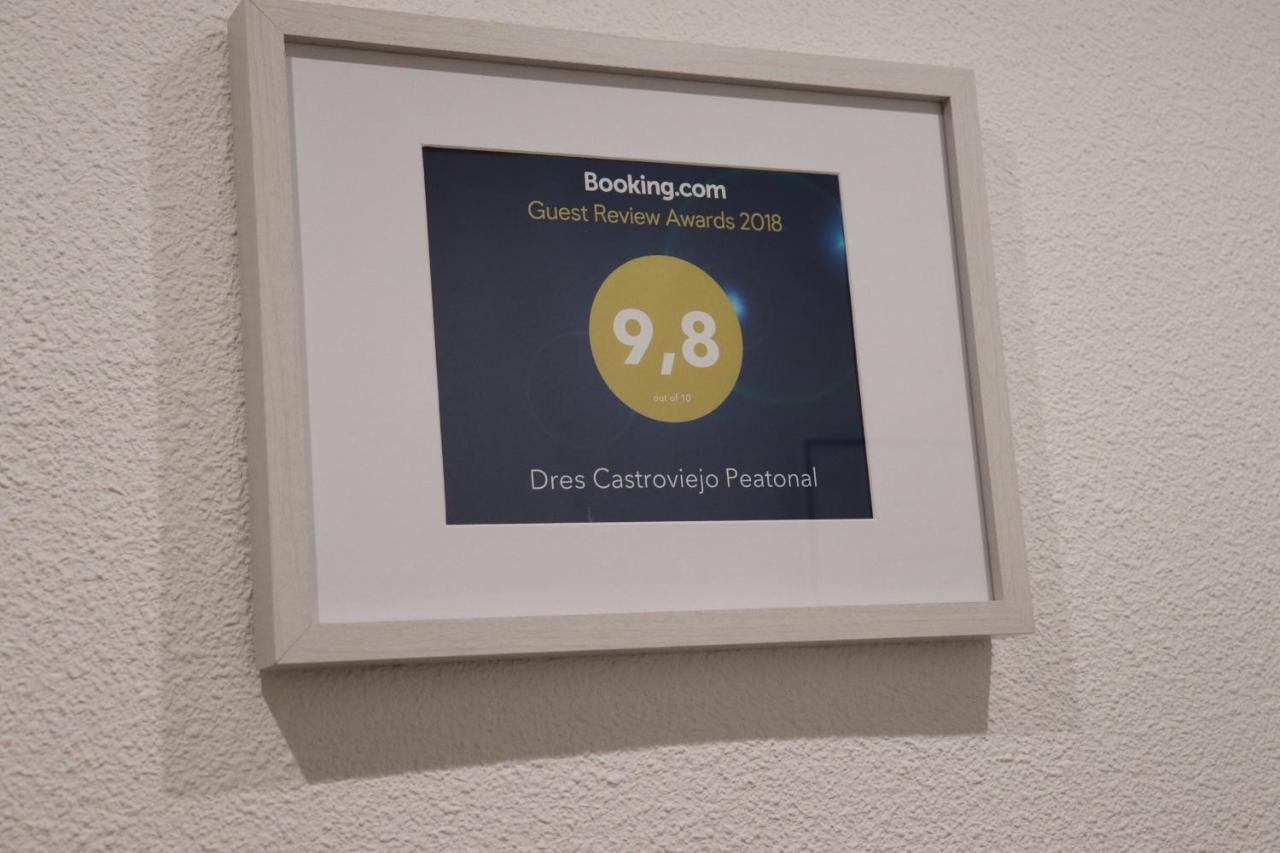 Booking.com
Guest Review Awards 2018
9,8
out of 10
Dres Castroviejo Peatonal